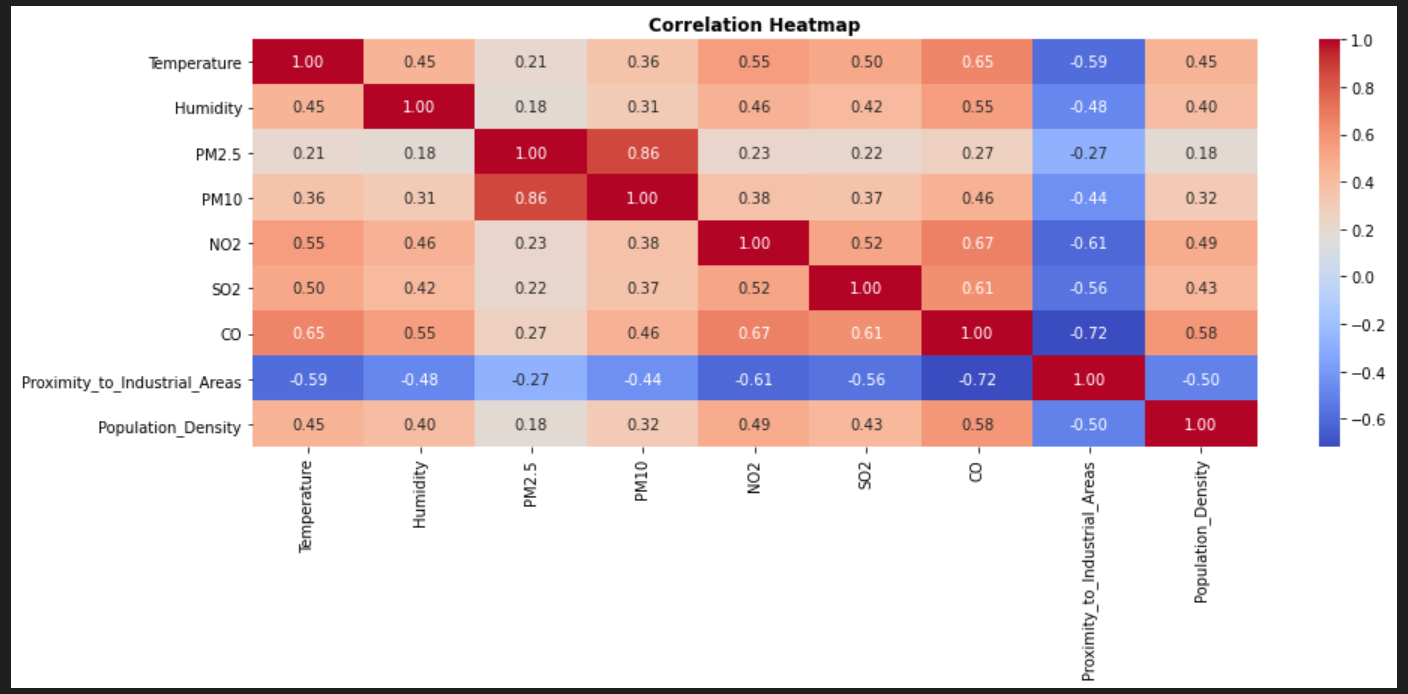 Correlation Heatmap
Temperature 1.00 0.45 0.21 0.36 0.55 0.50 0.65 -0.59 0.45
Humidity 0.45 1.00 0.18 0.31 0.46 0.42 0.55 -0.48 0.40
PM2.5 0.21 0.18 1.00 0.86 0.23 0.22 0.27 -0.27 0.18
PM10 0.36 0.31 0.86 1.00 0.38 0.37 0.46 -0.44 0.32
NO2 0.55 0.46 0.23 0.38 1.00 0.52 0.67 -0.61 0.49
SO2 0.50 0.42 0.22 0.37 0.52 1.00 0.61 -0.56 0.43
CO 0.65 0.55 0.27 0.46 0.67 0.61 1.00 -0.72 0.58
Proximity_to_Industrial_Areas -0.59 -0.48 -0.27 -0.44 -0.61 -0.56 -0.72 1.00 -0.50
Population_Density 0.45 0.40 0.18 0.32 0.49 0.43 0.58 -0.50 1.00
Temperature
Humidity
PM2.5
PM10
NO2
SO2
CO
Proximity_to_Industrial_Areas
Population_Density
1.0
0.8
0.6
0.4
0.2
0.0
−0.2
−0.4
−0.6